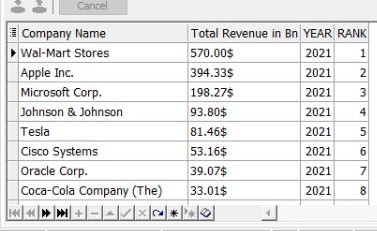 Cancel
Company Name Total Revenue in Bn YEAR RANK
Wal-Mart Stores 570.00$ 2021 1
Apple Inc. 394.33$ 2021 2
Microsoft Corp. 198.27$ 2021 3
Johnson & Johnson 93.80$ 2021 4
Tesla 81.46$ 2021 5
Cisco Systems 53.16$ 2021 6
Oracle Corp. 39.07$ 2021 7
Coca-Cola Company (The) 33.01$ 2021 8